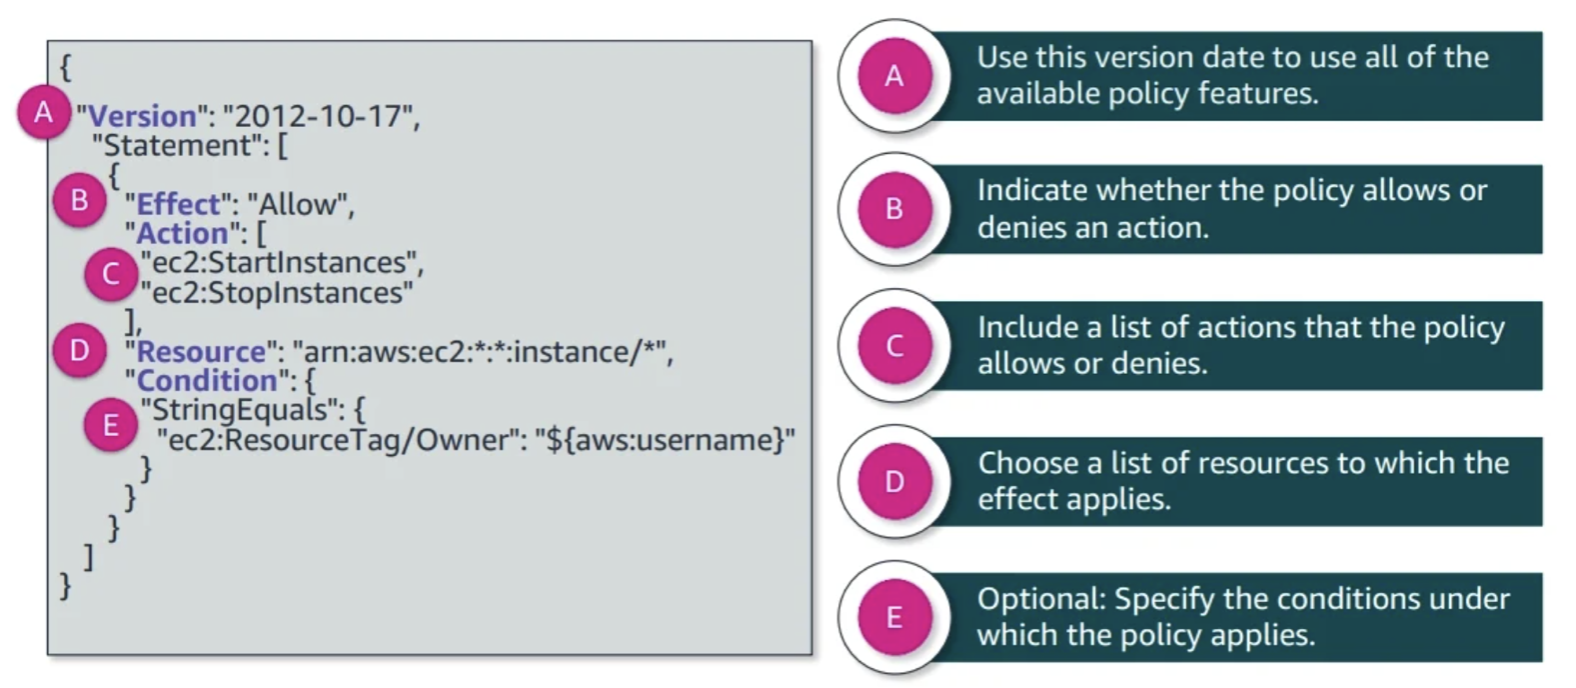 {
A
"Version": "2012-10-17",
"Statement": [
{
B
"Effect": "Allow",
"Action": [
C
"ec2:StartInstances",
"ec2:StopInstances"
],
D
"Resource": "arn:aws:ec2:*:*:instance/*",
"Condition": {
E
"StringEquals": {
"ec2:ResourceTag/Owner": "${aws:username}"
}
}
}
]
}
A
Use this version date to use all of the
available policy features.
B
Indicate whether the policy allows or
denies an action.
C
Include a list of actions that the policy
allows or denies.
D
Choose a list of resources to which the
effect applies.
E
Optional: Specify the conditions under
which the policy applies.